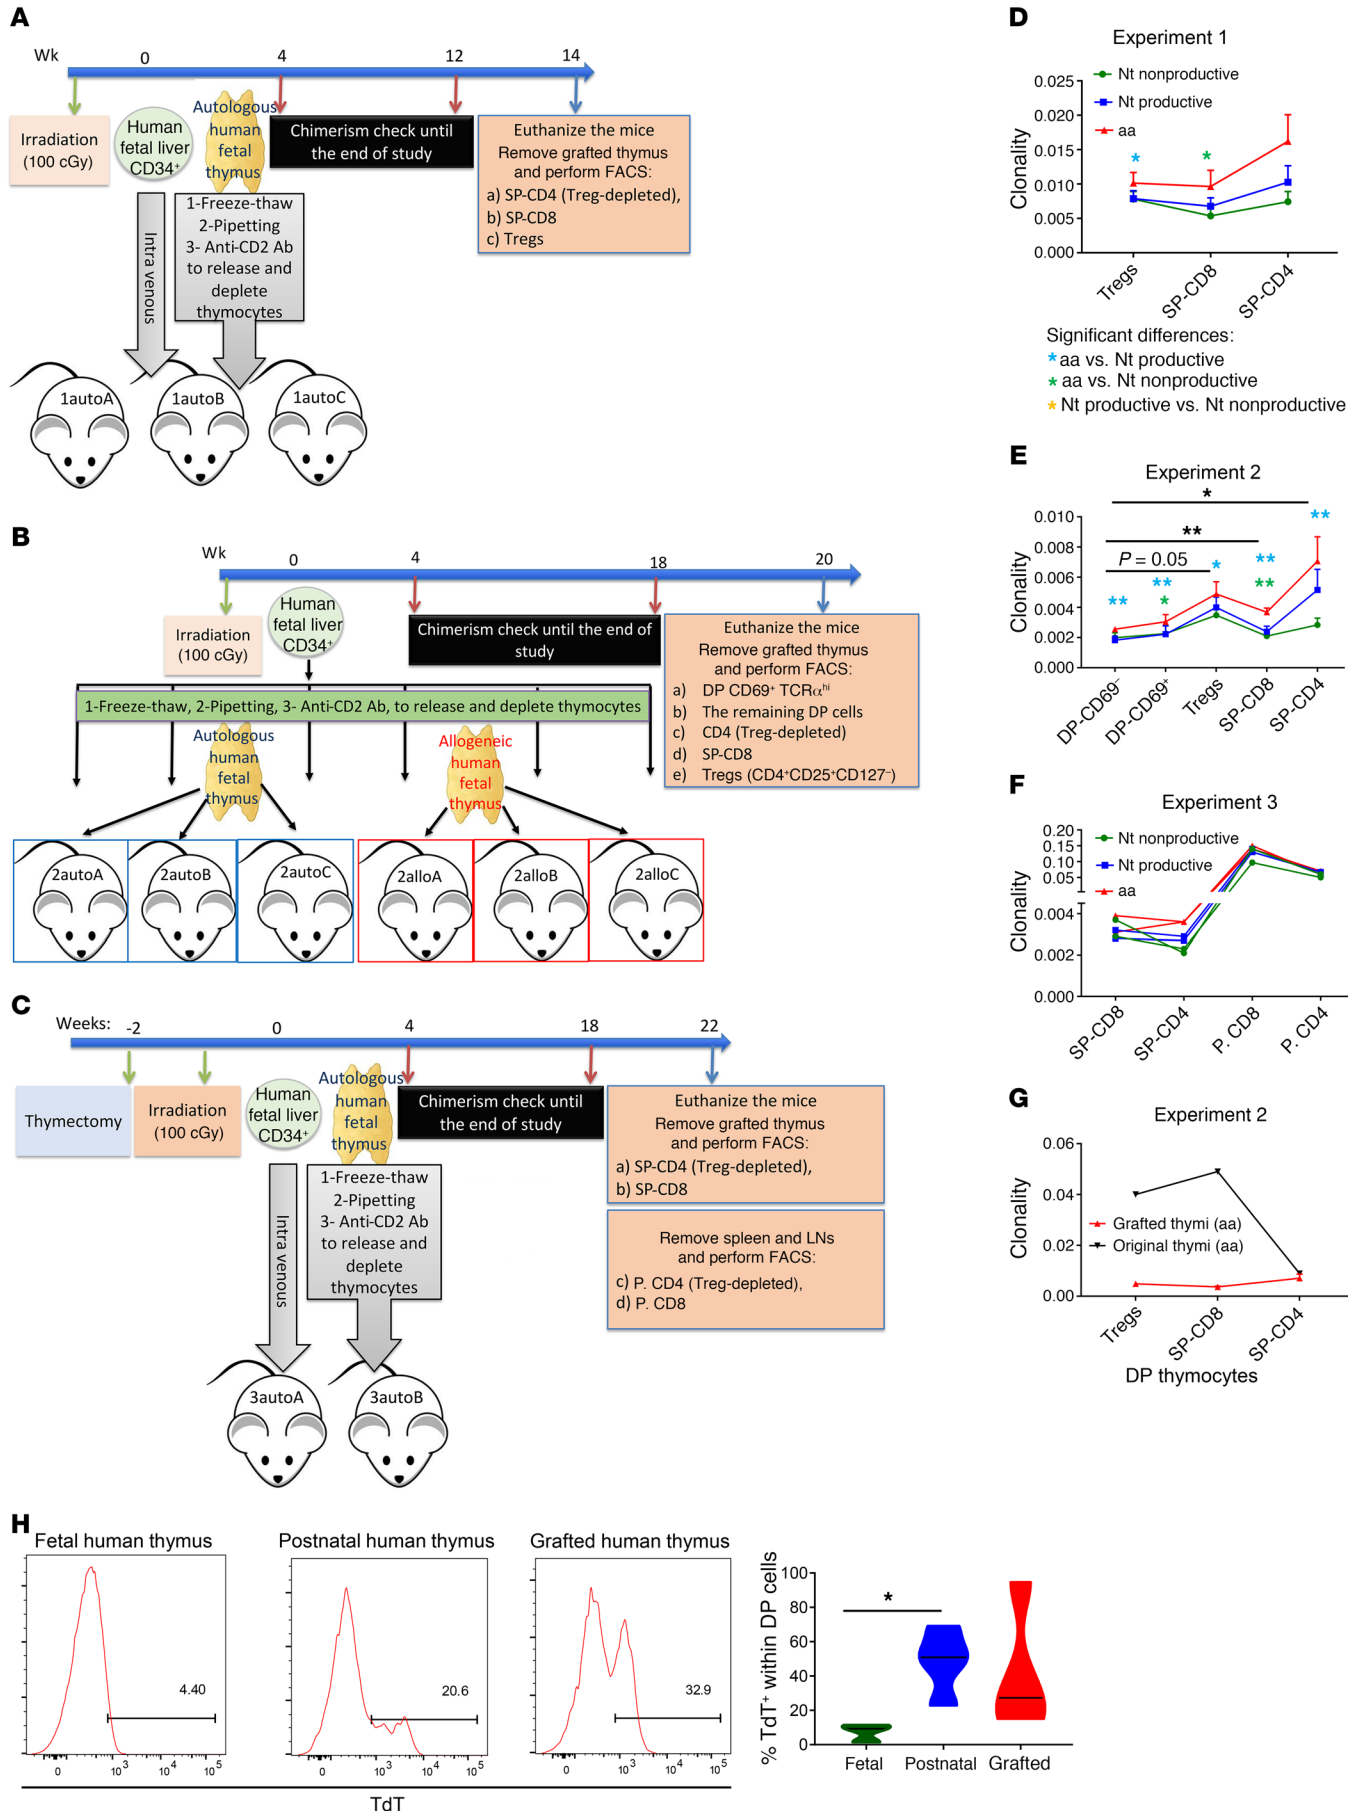 A
Wk
0
4
12
14
Irradiation
(100 cGy)
Human
fetal liver
CD34⁺
Autologous
human
fetal
thymus
Chimerism check until
the end of study
Euthanize the mice
Remove grafted thymus
and perform FACS:
a) SP-CD4 (Treg-depleted),
b) SP-CD8
c) Tregs
Intra venous
1-Freeze-thaw
2-Pipetting
3- Anti-CD2 Ab
to release and
deplete
thymocytes
1autoA
1autoB
1autoC
B
Wk
0
4
18
20
Irradiation
(100 cGy)
Human
fetal liver
CD34⁺
Chimerism check until the end of
study
Euthanize the mice
Remove grafted thymus
and perform FACS:
a) DP CD69⁺ TCRαʰⁱ
b) The remaining DP cells
c) CD4 (Treg-depleted)
d) SP-CD8
e) Tregs (CD4⁺CD25⁺CD127⁻)
1-Freeze-thaw, 2-Pipetting, 3- Anti-CD2 Ab, to release and deplete thymocytes
Autologous
human
fetal
thymus
Allogeneic
human
fetal
thymus
2autoA
2autoB
2autoC
2alloA
2alloB
2alloC
C
Weeks:
-2
0
4
18
22
Thymectomy
Irradiation
(100 cGy)
Human
fetal liver
CD34⁺
Autologous
human
fetal
thymus
Chimerism check until
the end of study
Euthanize the mice
Remove grafted thymus
and perform FACS:
a) SP-CD4 (Treg-depleted),
b) SP-CD8
Remove spleen and LNs
and perform FACS:
c) P. CD4 (Treg-depleted),
d) P. CD8
Intra venous
1-Freeze-thaw
2-Pipetting
3- Anti-CD2 Ab
to release and
deplete
thymocytes
3autoA
3autoB
D
Experiment 1
Nt nonproductive
Nt productive
aa
Clonality
0.025
0.020
0.015
0.010
0.005
0.000
*
*
Tregs
SP-CD8
SP-CD4
Significant differences:
* aa vs. Nt productive
* aa vs. Nt nonproductive
* Nt productive vs. Nt nonproductive
E
Experiment 2
Clonality
0.010
0.008
0.006
0.004
0.002
0.000
*
**
P = 0.05
**
**
*
*
**
**
**
DP-CD69⁻
DP-CD69⁺
Tregs
SP-CD8
SP-CD4
F
Experiment 3
Nt nonproductive
Nt productive
aa
Clonality
0.20
0.15
0.10
0.05
0.004
0.002
0.000
SP-CD8
SP-CD4
P. CD8
P. CD4
G
Experiment 2
Clonality
0.06
0.04
0.02
0.00
Grafted thymi (aa)
Original thymi (aa)
Tregs
SP-CD8
SP-CD4
DP thymocytes
H
Fetal human thymus
4.40
0
10³
10⁴
10⁵
Postnatal human thymus
20.6
0
10³
10⁴
10⁵
Grafted human thymus
32.9
0
10³
10⁴
10⁵
TdT
% TdT⁺ within DP cells
100
80
60
40
20
0
*
Fetal
Postnatal
Grafted